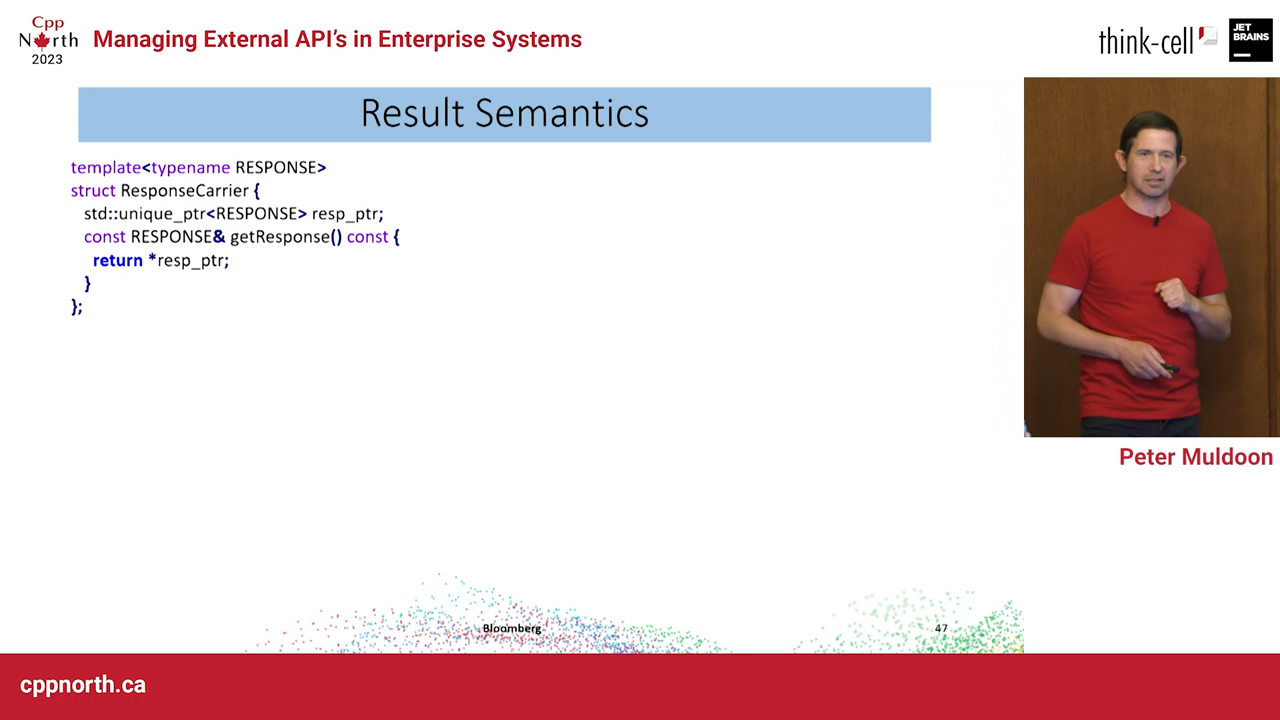 Cpp
North
2023
Managing External API's in Enterprise Systems
think-cell
JET
BRAINS
Result Semantics
template<typename RESPONSE>
struct ResponseCarrier {
std::unique_ptr<RESPONSE> resp_ptr;
const RESPONSE& getResponse() const {
return *resp_ptr;
}
};
Peter Muldoon
Bloomberg
47
cppnorth.ca